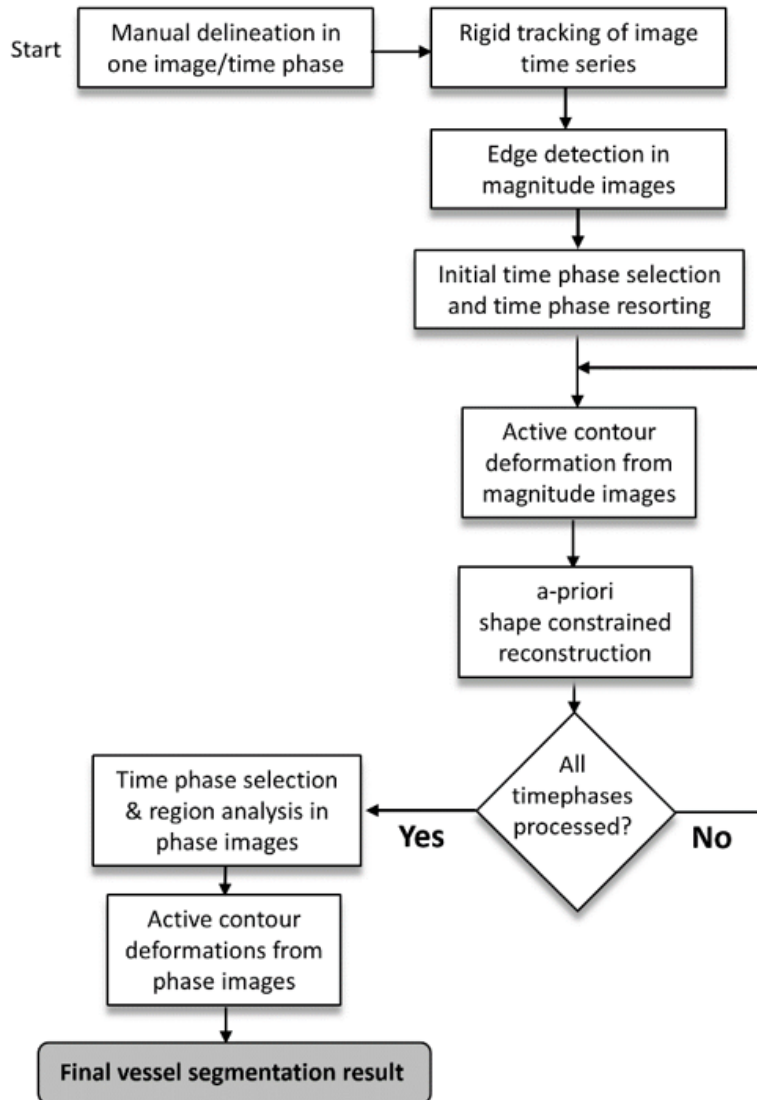 Start
Manual delineation in
one image/time phase
Rigid tracking of image
time series
Edge detection in
magnitude images
Initial time phase selection
and time phase resorting
Active contour
deformation from
magnitude images
a-priori
shape constrained
reconstruction
All
timephases
processed?
Yes
No
Time phase selection
& region analysis in
phase images
Active contour
deformations from
phase images
Final vessel segmentation result